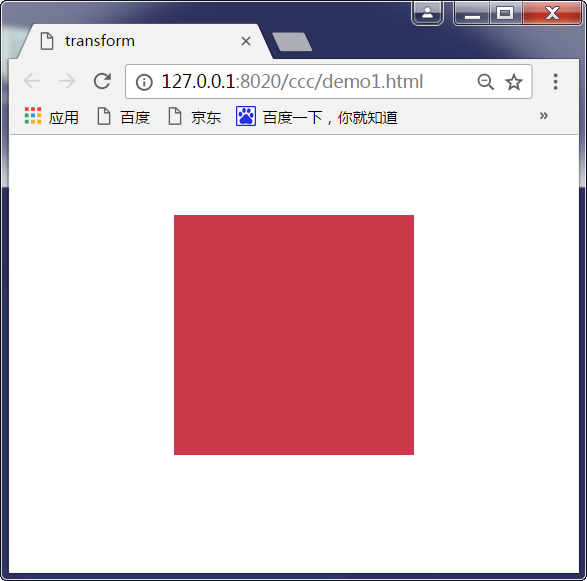 transform
127.0.0.1:8020/ccc/demo1.html
应用 百度 京东 百度一下，你就知道 »